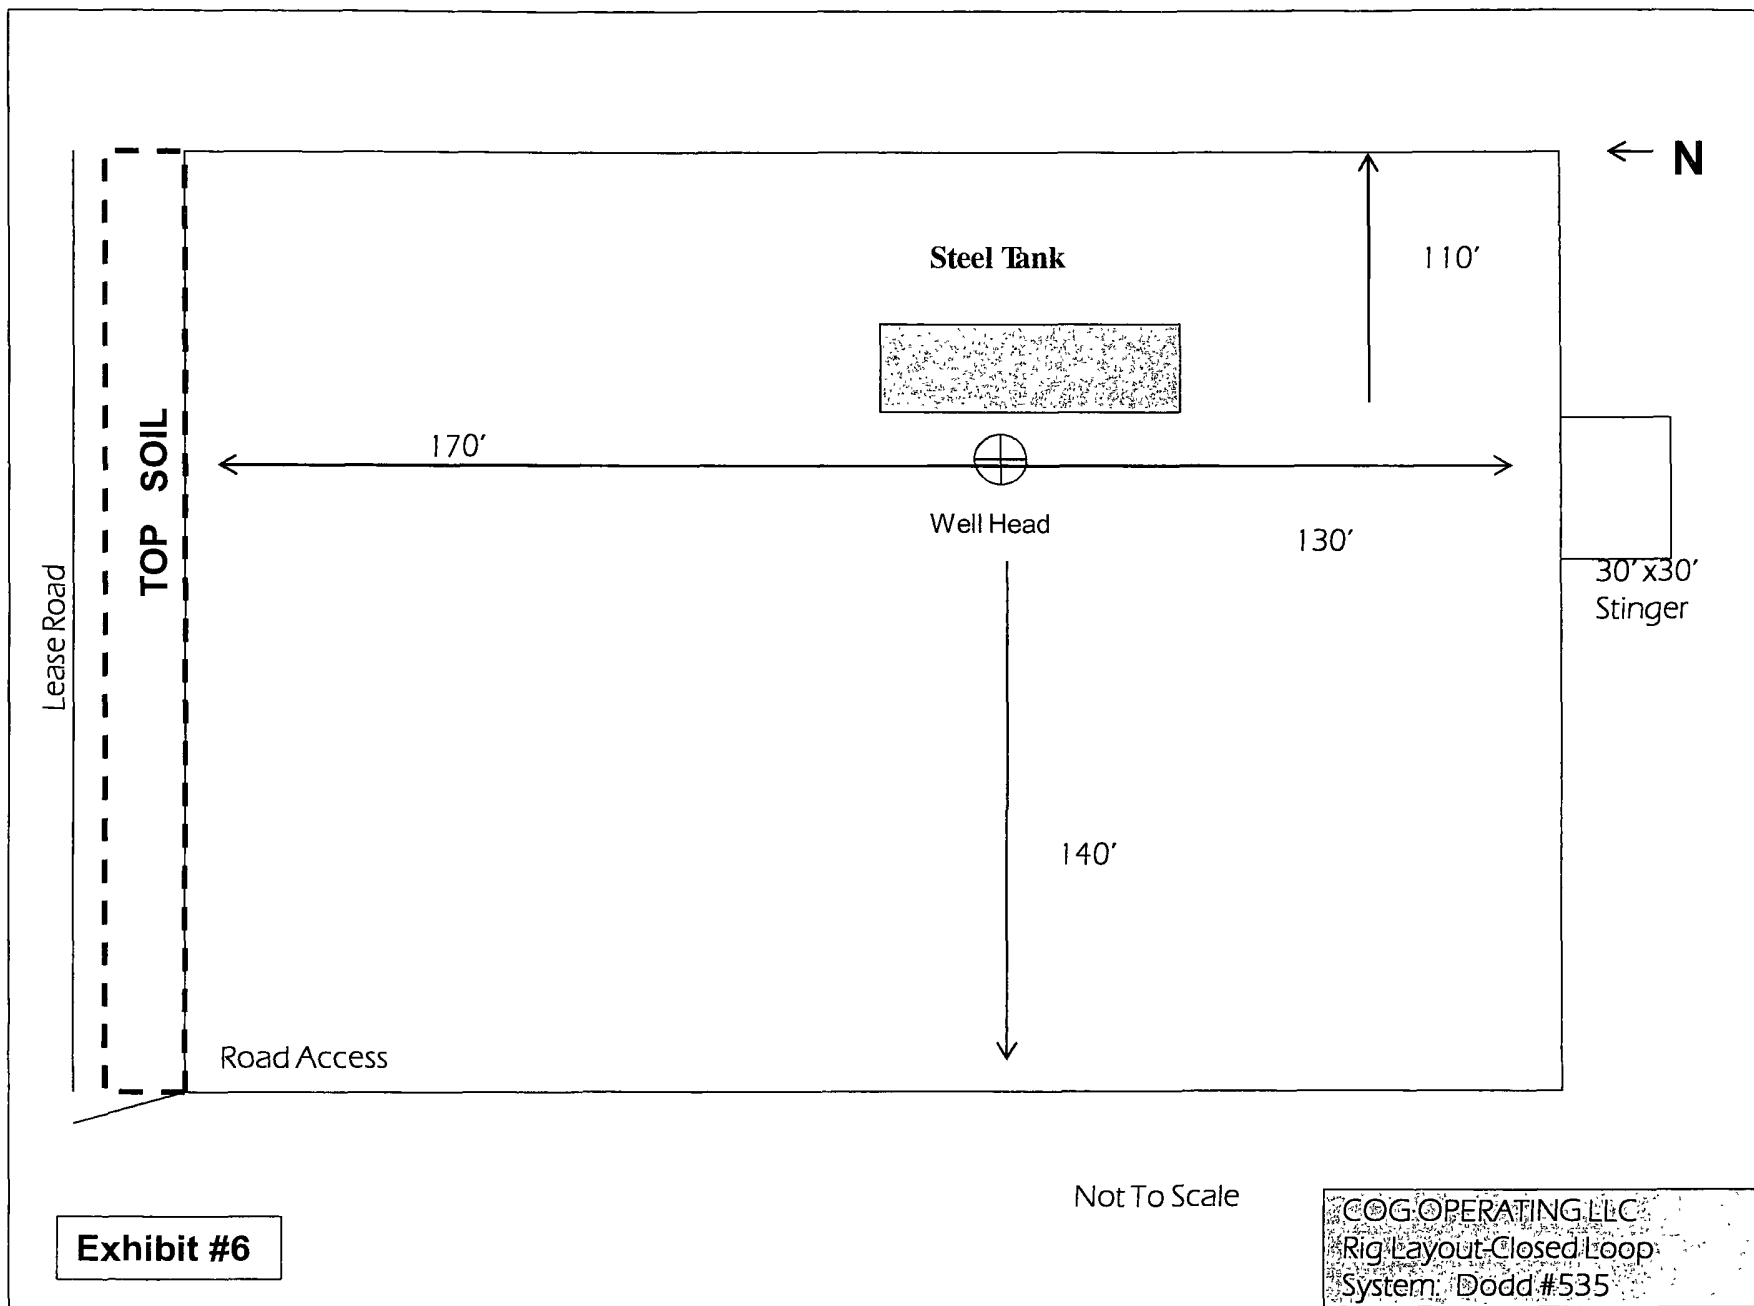 N
Steel Tank
110'
170'
TOP SOIL
Well Head
130'
30'x30'
Stinger
Lease Road
140'
Road Access
Not To Scale
Exhibit #6
COG OPERATING LLC
Rig Layout-Closed Loop
System: Dodd #535